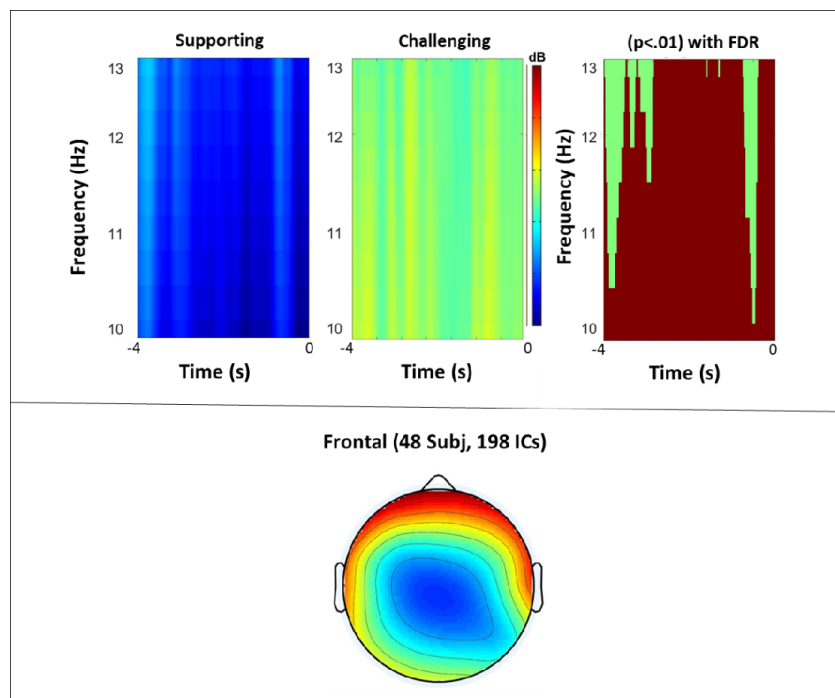 Supporting
Challenging
(p<.01) with FDR
dB
Frequency (Hz)
13
12
11
10
-4
0
Time (s)
13
12
11
10
-4
0
Time (s)
Frequency (Hz)
13
12
11
10
-4
0
Time (s)
Frontal (48 Subj, 198 ICs)